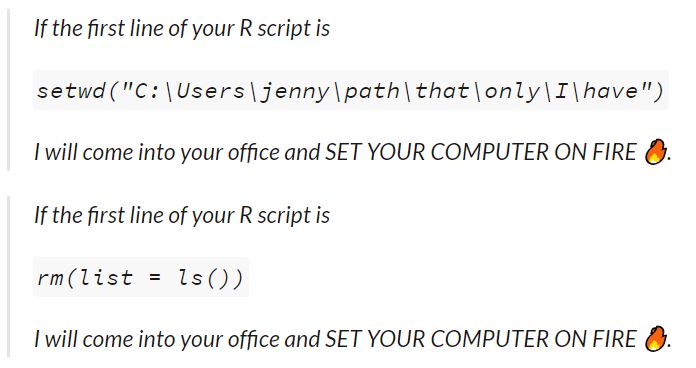 If the first line of your R script is
setwd("C:\Users\jenny\path\that\only\I\have")
I will come into your office and SET YOUR COMPUTER ON FIRE 🔥.
If the first line of your R script is
rm(list = ls())
I will come into your office and SET YOUR COMPUTER ON FIRE 🔥.